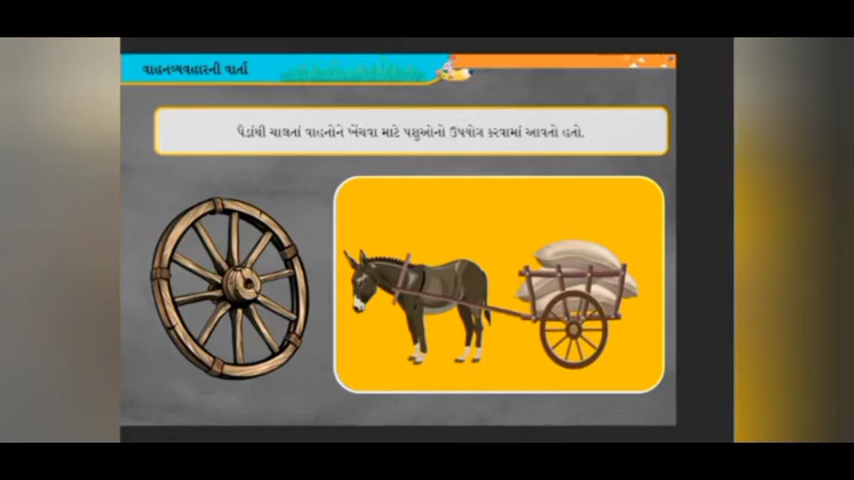 વાહનવ્યવહારની વાર્તા
પૈડાંથી ચાલતાં વાહનોને ખેંચવા માટે પશુઓનો ઉપયોગ કરવામાં આવતો હતો.